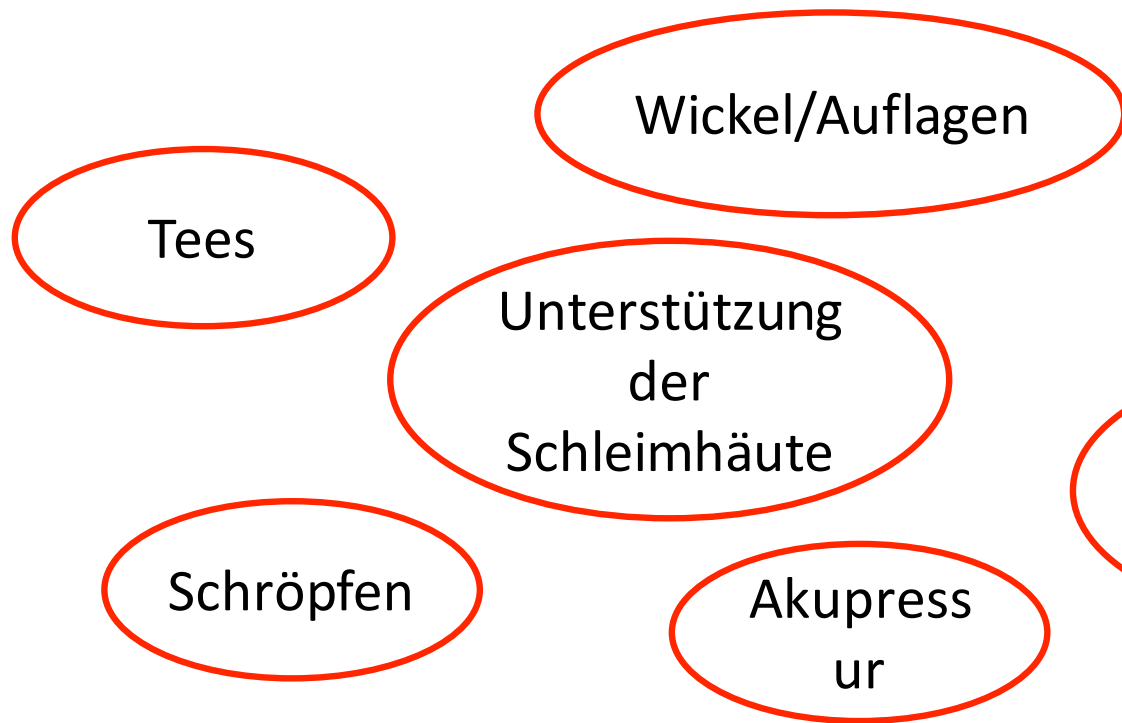 Wickel/Auflagen
Tees
Unterstützung
der
Schleimhäute
Schröpfen
Akupress
ur